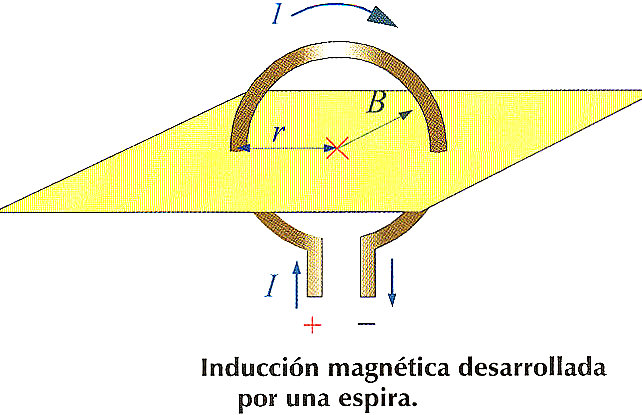 I
B
r
I
+ −
Inducción magnética desarrollada
por una espira.